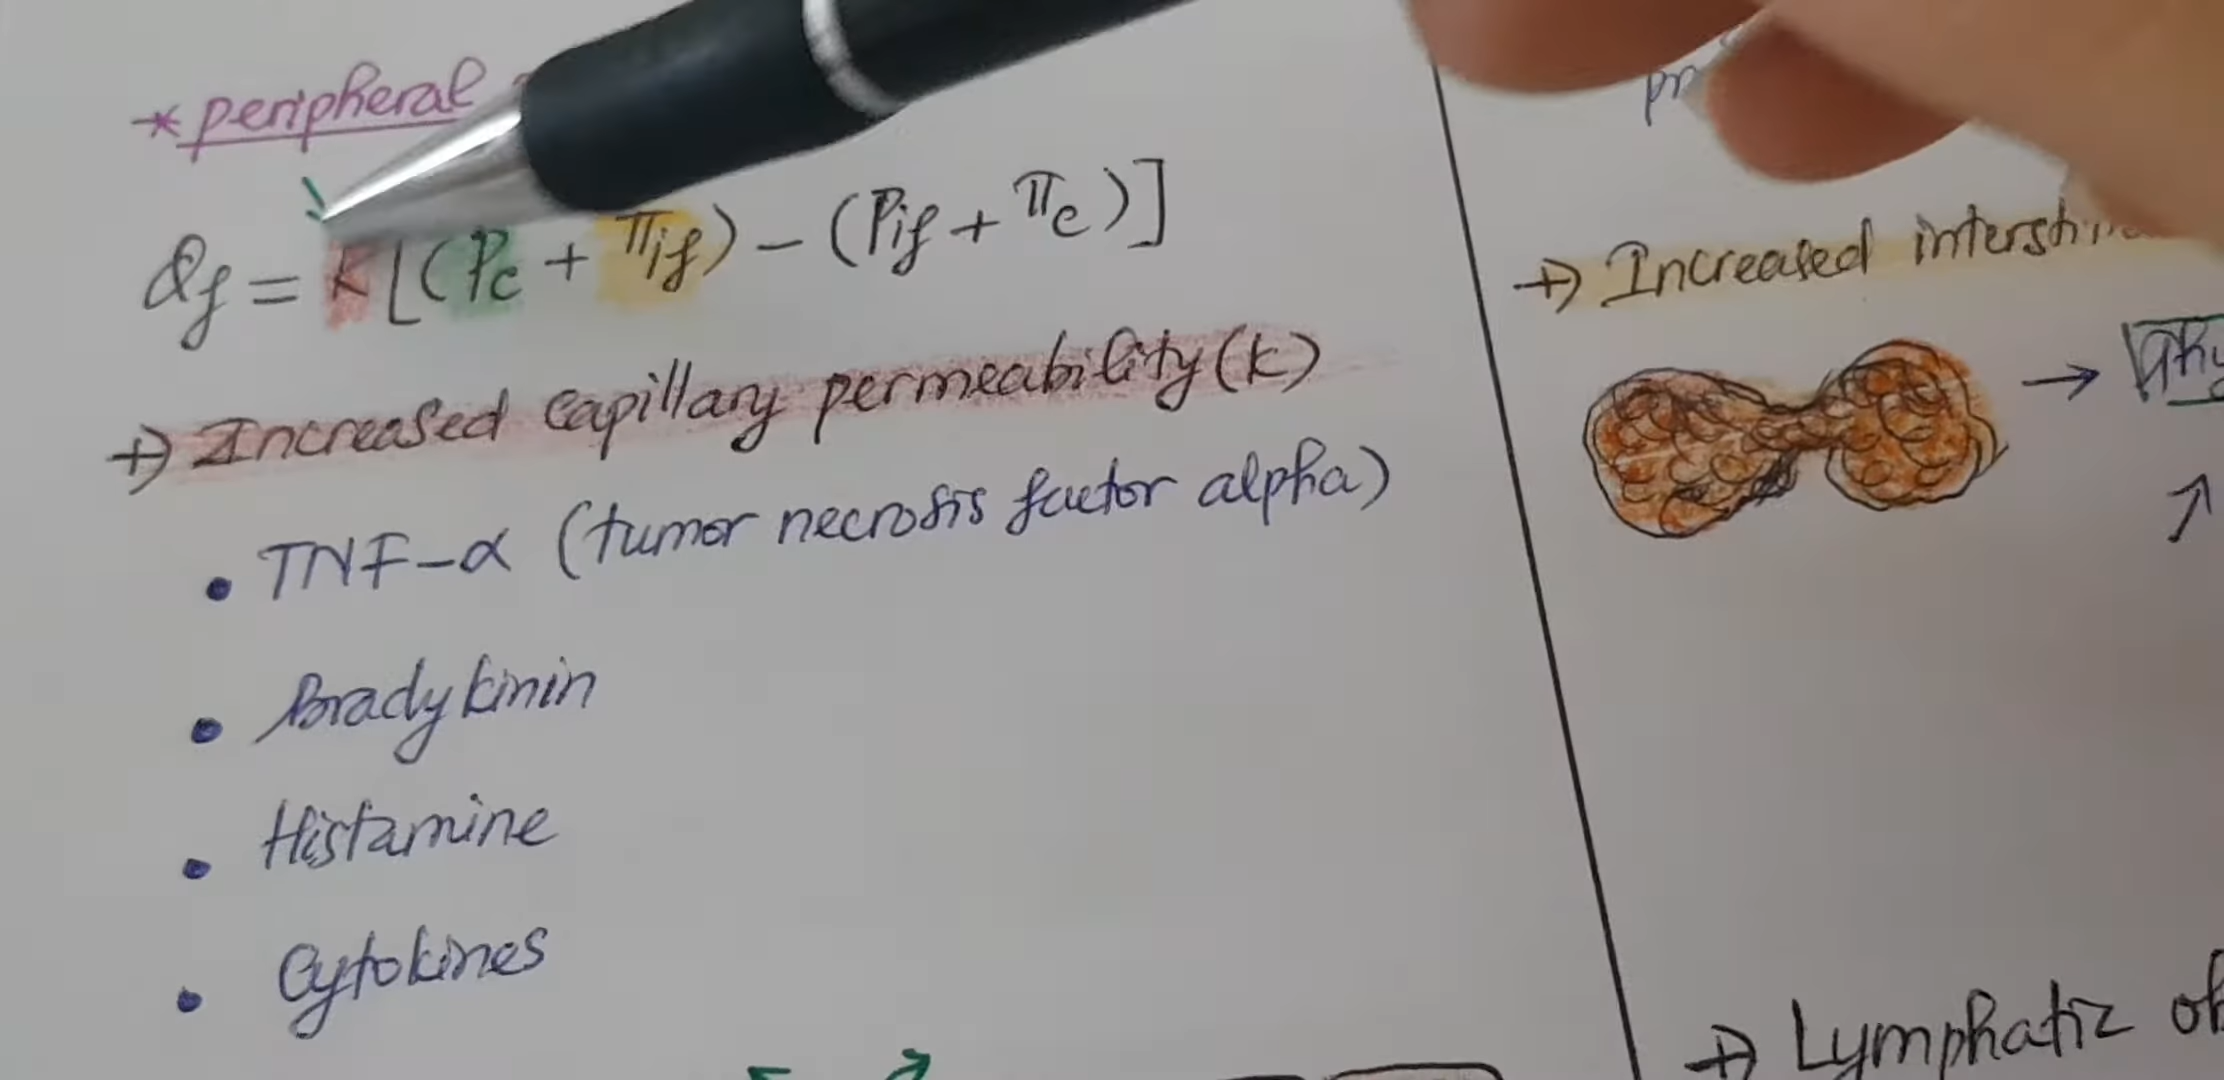 * Peripheral
Qf = K[(Pc + πif) - (Pif + πc)]
→ Increased capillary permeability (k)
• TNF-α (tumor necrosis factor alpha)
• Bradykinin
• Histamine
• Cytokines
→ Increased
→ Lymphatic